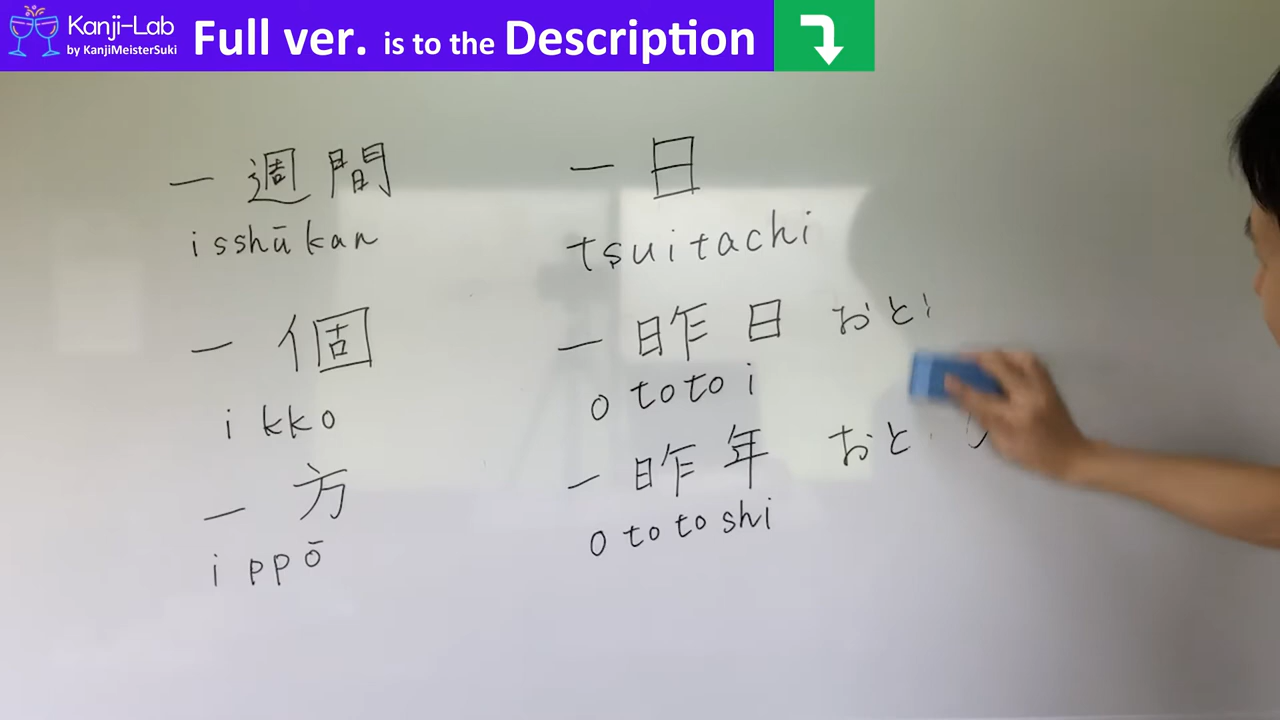 Kanji-Lab
by KanjiMeisterSuki
Full ver. is to the Description
一週間
isshūkan
一個
ikko
一方
ippō
一日
tsuitachi
一昨日 おと
ototoi
一昨年 おと
ototoshi